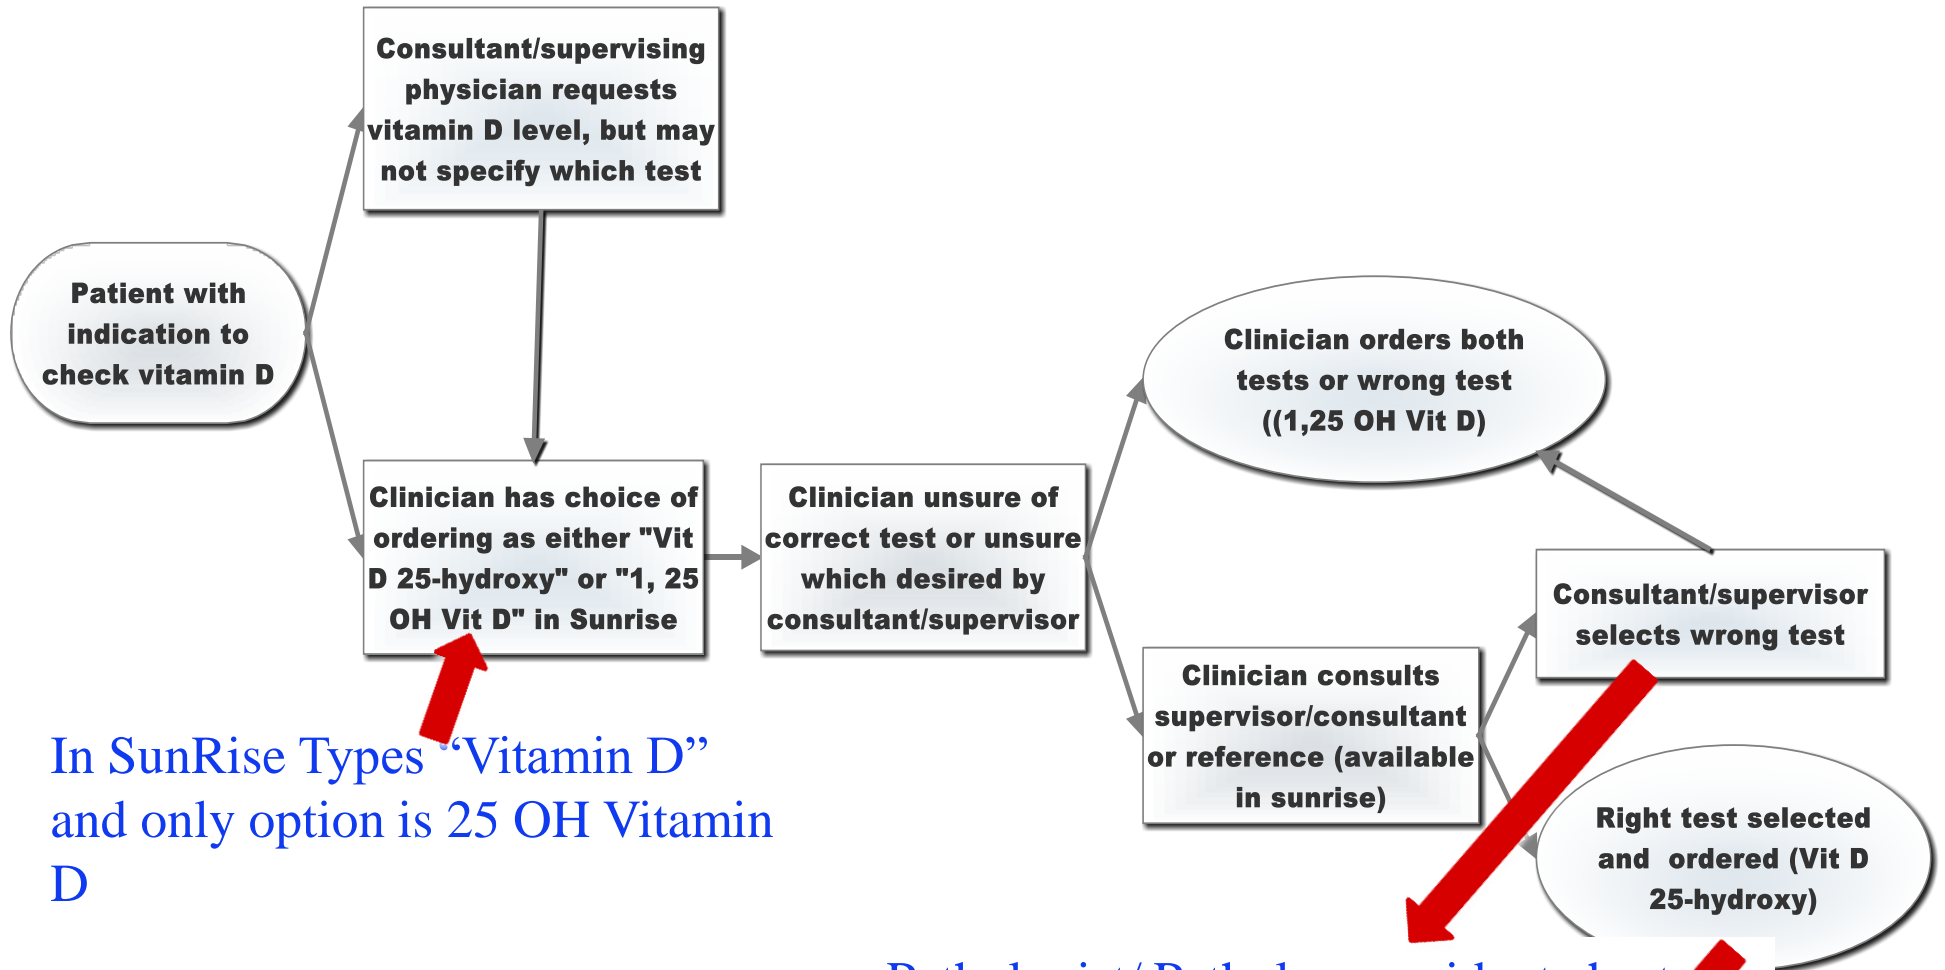 Consultant/supervising
physician requests
vitamin D level, but may
not specify which test
Patient with
indication to
check vitamin D
Clinician has choice of
ordering as either "Vit
D 25-hydroxy" or "1, 25
OH Vit D" in Sunrise
Clinician unsure of
correct test or unsure
which desired by
consultant/supervisor
Clinician orders both
tests or wrong test
((1,25 OH Vit D)
Clinician consults
supervisor/consultant
or reference (available
in sunrise)
Consultant/supervisor
selects wrong test
Right test selected
and ordered (Vit D
25-hydroxy)
In SunRise Types “Vitamin D”
and only option is 25 OH Vitamin
D